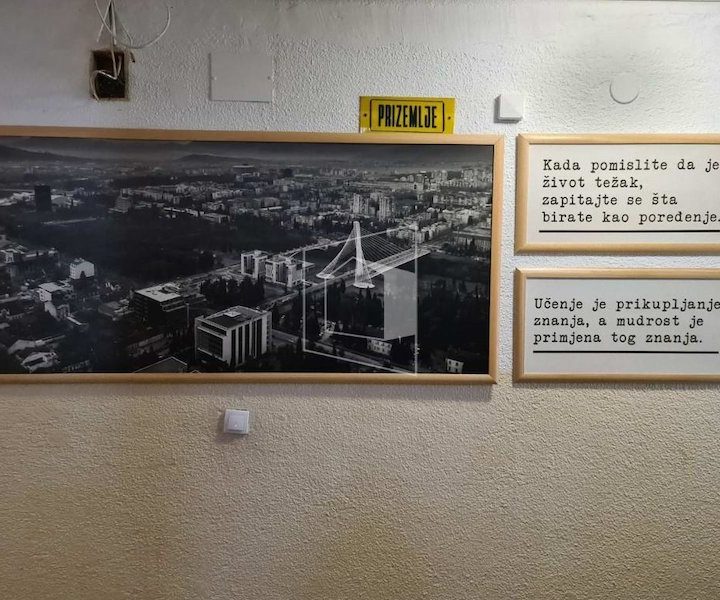 PRIZEMLJE
Kada pomislite da je
život težak,
zapitajte se šta
birate kao poređenje.
Učenje je prikupljanje
znanja, a mudrost je
primjena tog znanja.